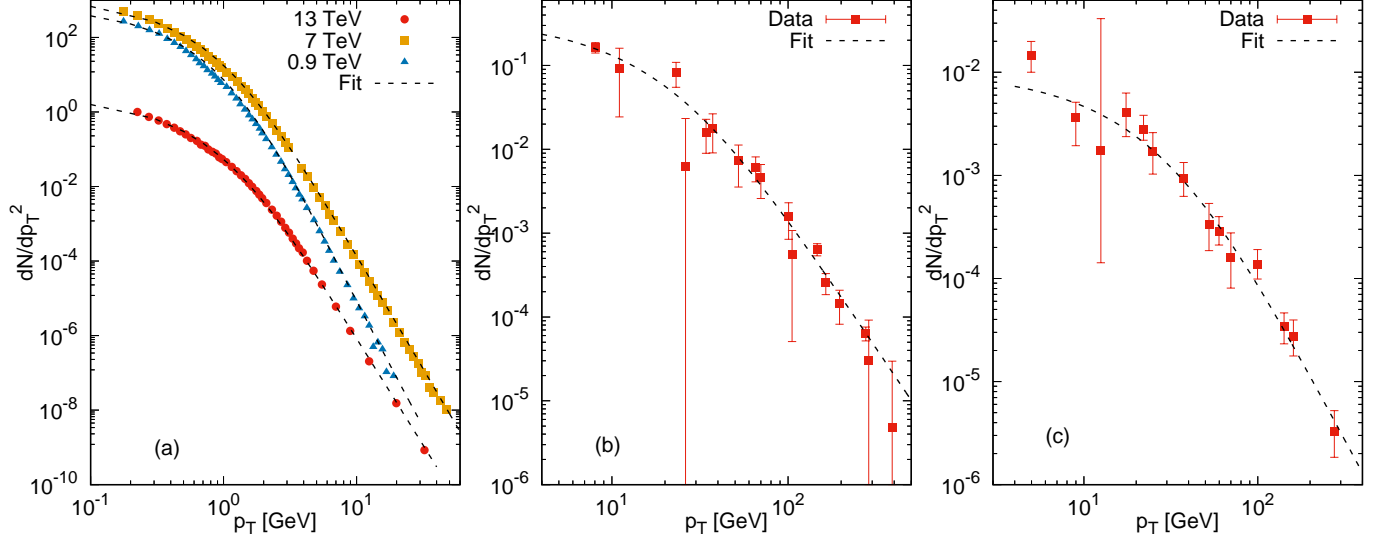 13 TeV
7 TeV
0.9 TeV
Fit
10^2
10^0
10^-2
10^-4
10^-6
10^-8
10^-10
10^-1
10^0
10^1
dN/dp_T^2
p_T [GeV]
(a)
Data
Fit
10^-1
10^-2
10^-3
10^-4
10^-5
10^-6
10^1
10^2
dN/dp_T^2
p_T [GeV]
(b)
Data
Fit
10^-2
10^-3
10^-4
10^-5
10^-6
10^1
10^2
dN/dp_T^2
p_T [GeV]
(c)